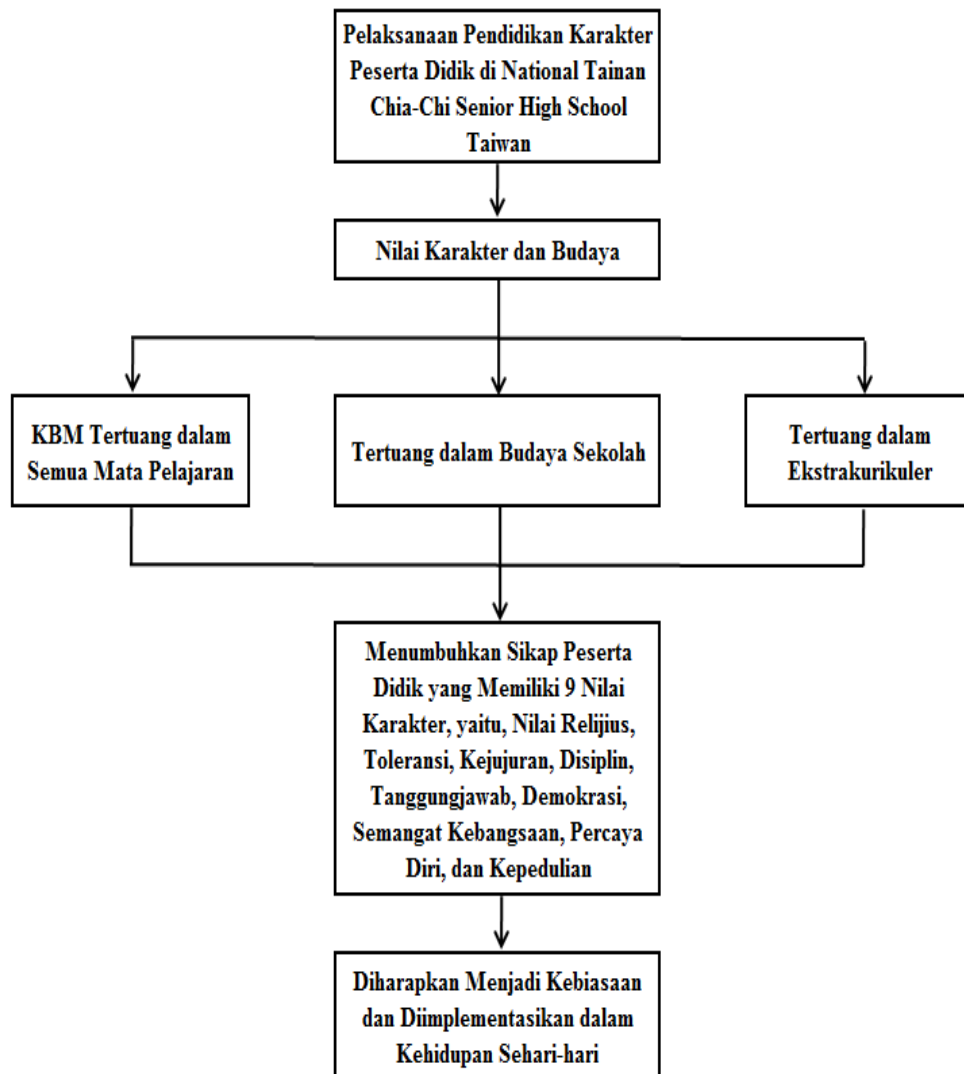 Pelaksanaan Pendidikan Karakter
Peserta Didik di National Tainan
Chia-Chi Senior High School
Taiwan
Nilai Karakter dan Budaya
KBM Tertuang dalam
Semua Mata Pelajaran
Tertuang dalam Budaya Sekolah
Tertuang dalam
Ekstrakurikuler
Menumbuhkan Sikap Peserta
Didik yang Memiliki 9 Nilai
Karakter, yaitu, Nilai Relijius,
Toleransi, Kejujuran, Disiplin,
Tanggungjawab, Demokrasi,
Semangat Kebangsaan, Percaya
Diri, dan Kepedulian
Diharapkan Menjadi Kebiasaan
dan Diimplementasikan dalam
Kehidupan Sehari-hari